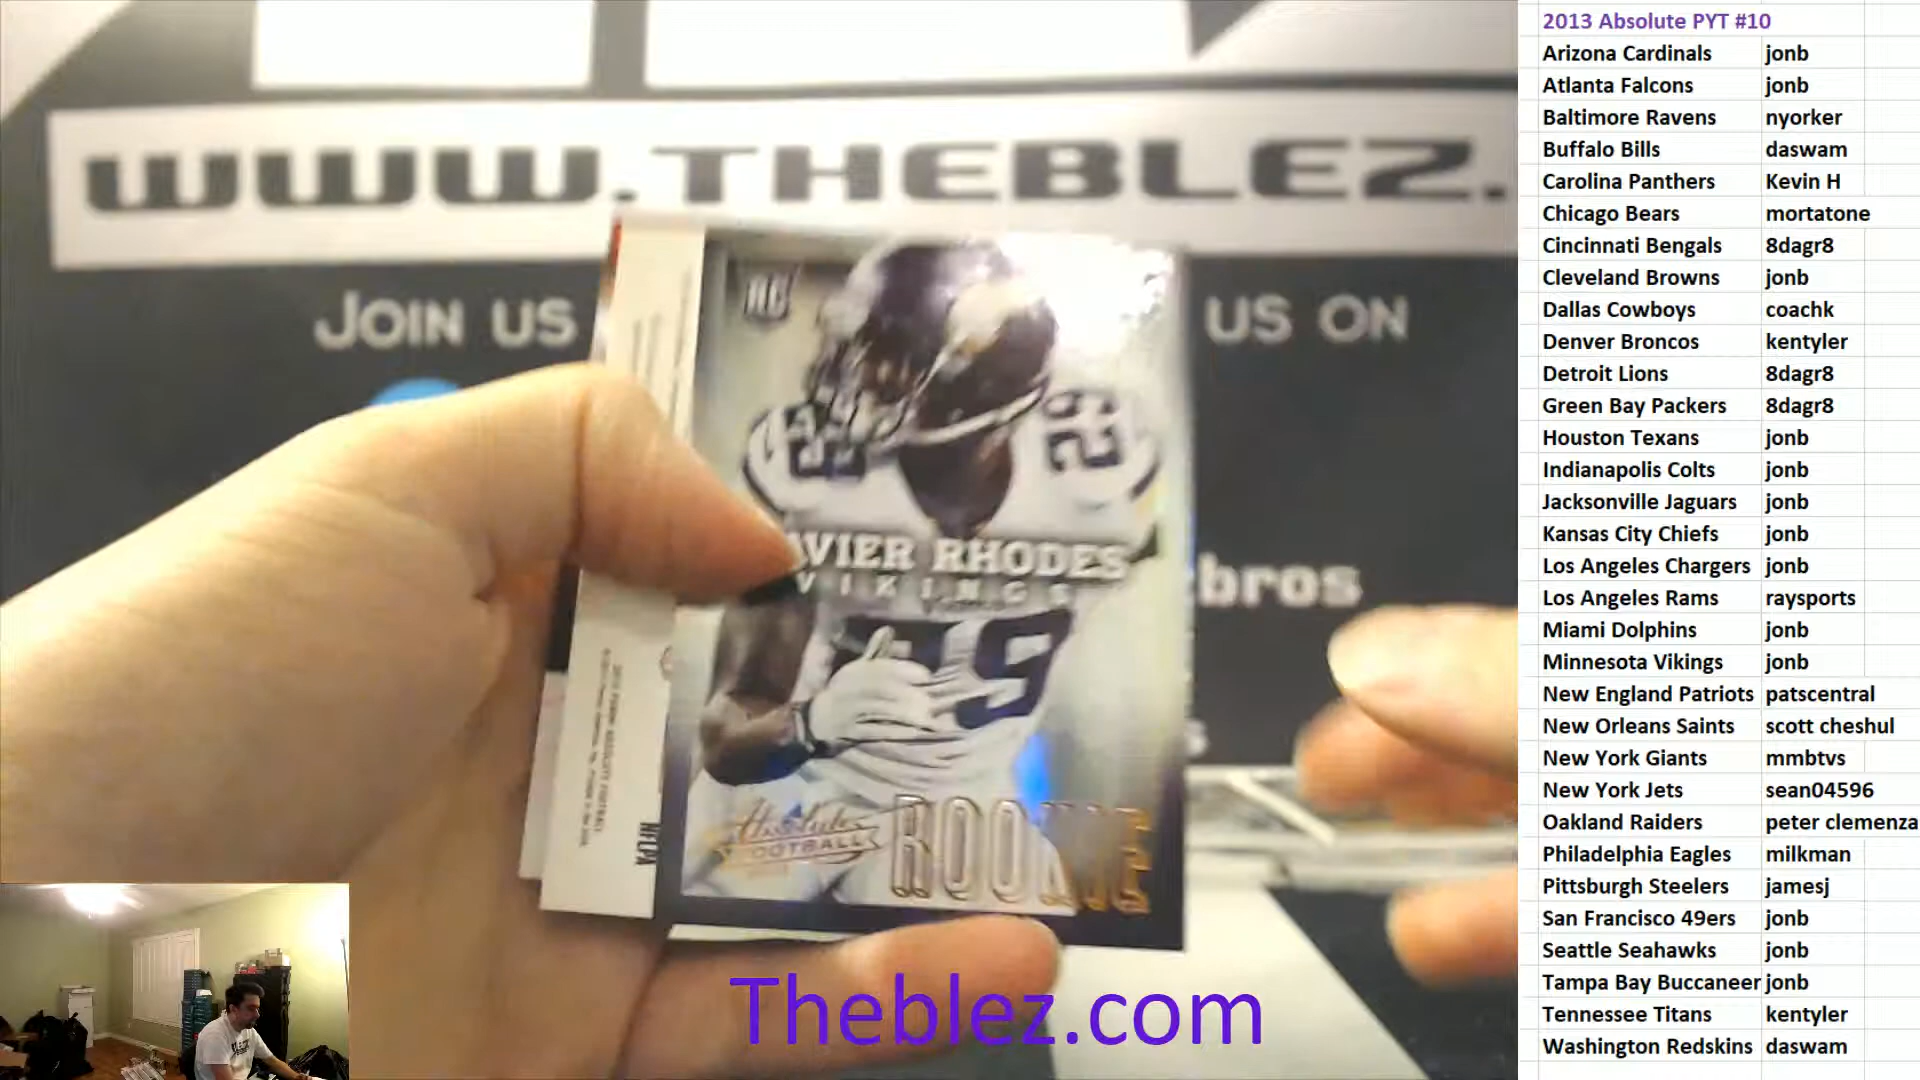 WWW.THEBLEZ.
JOIN US
US ON
bros
RC
29
AVIER RHODES
VIKINGS
Absolute
FOOTBALL
ROOKIE
NFLPA
Theblez.com
2013 Absolute PYT #10
Arizona Cardinals jonb
Atlanta Falcons jonb
Baltimore Ravens nyorker
Buffalo Bills daswam
Carolina Panthers Kevin H
Chicago Bears mortatone
Cincinnati Bengals 8dagr8
Cleveland Browns jonb
Dallas Cowboys coachk
Denver Broncos kentyler
Detroit Lions 8dagr8
Green Bay Packers 8dagr8
Houston Texans jonb
Indianapolis Colts jonb
Jacksonville Jaguars jonb
Kansas City Chiefs jonb
Los Angeles Chargers jonb
Los Angeles Rams raysports
Miami Dolphins jonb
Minnesota Vikings jonb
New England Patriots patscentral
New Orleans Saints scott cheshul
New York Giants mmbtvs
New York Jets sean04596
Oakland Raiders peter clemenza
Philadelphia Eagles milkman
Pittsburgh Steelers jamesj
San Francisco 49ers jonb
Seattle Seahawks jonb
Tampa Bay Buccaneer jonb
Tennessee Titans kentyler
Washington Redskins daswam